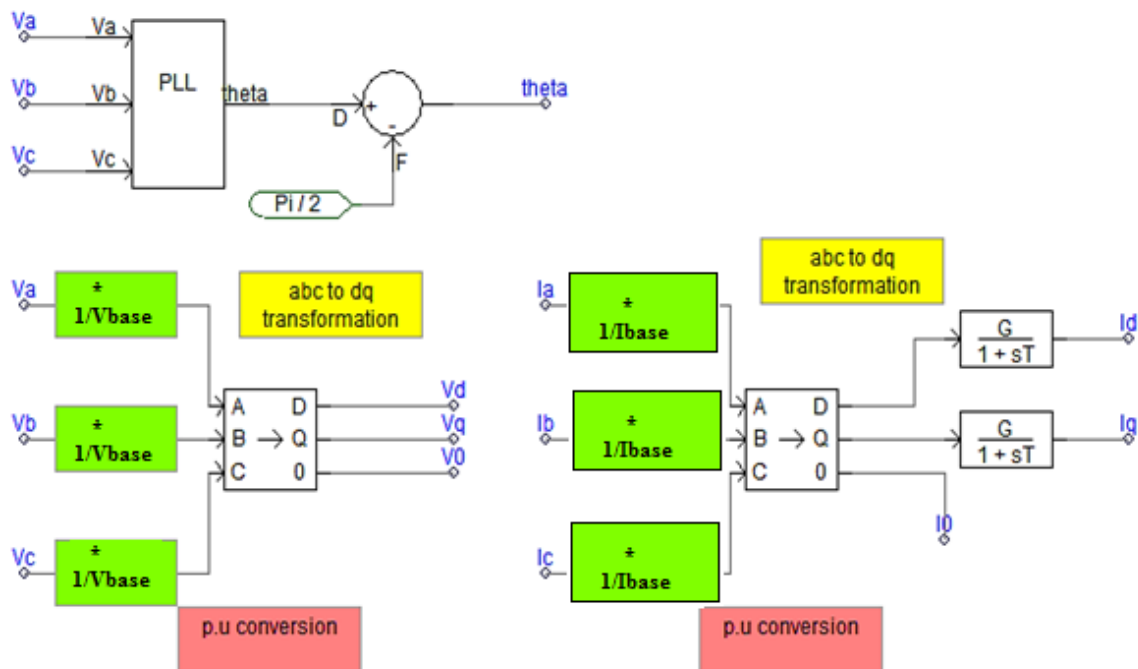 Va
Va
Vb
Vb
Vc
Vc
PLL
theta
D
+
-
F
Pi / 2
theta
Va
*
1/Vbase
Vb
*
1/Vbase
Vc
*
1/Vbase
abc to dq
transformation
A D
B Q
C 0
Vd
Vq
V0
p.u conversion
Ia
*
1/Ibase
Ib
*
1/Ibase
Ic
*
1/Ibase
abc to dq
transformation
A D
B Q
C 0
G
1 + sT
Id
G
1 + sT
Iq
I0
p.u conversion